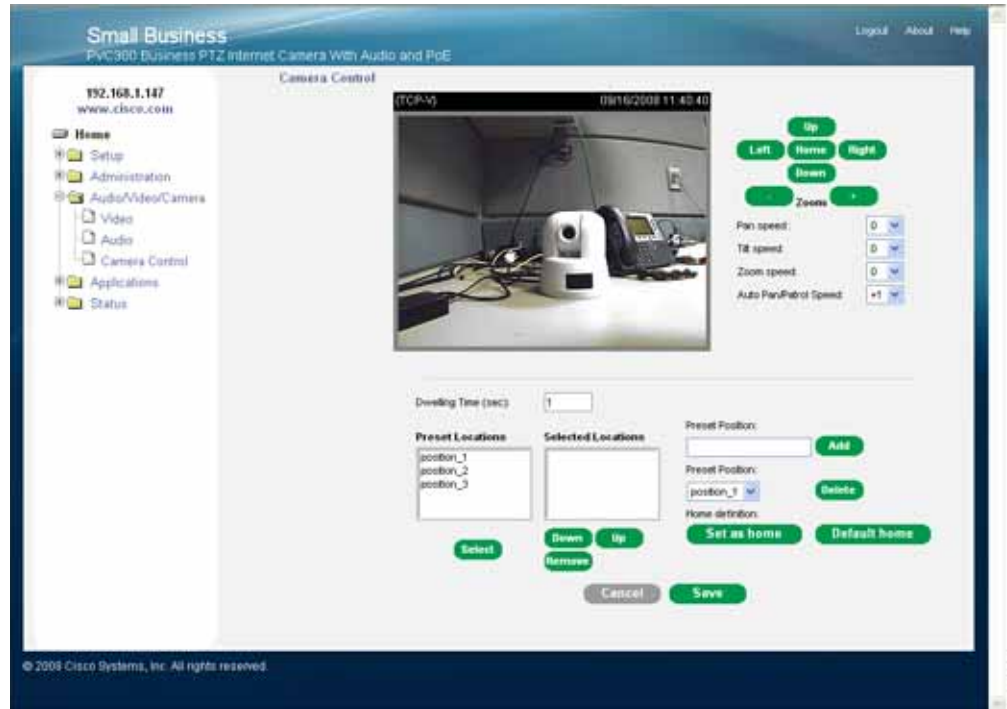 Small Business
PVC300 Business PTZ Internet Camera With Audio and PoE
Logout About Help
192.168.1.147
www.cisco.com
Home
Setup
Administration
Audio/Video/Camera
Video
Audio
Camera Control
Applications
Status
Camera Control
(TCP-V) 09/16/2008 11:40:40
Up
Left Home Right
Down
- Zoom +
Pan speed: 0
Tilt speed: 0
Zoom speed: 0
Auto Pan/Patrol Speed: +1
Dwelling Time (sec): 1
Preset Locations
position_1
position_2
position_3
Select
Selected Locations
Down Up
Remove
Preset Position:
Add
Preset Position:
position_1 Delete
Home definition:
Set as home Default home
Cancel Save
© 2008 Cisco Systems, Inc. All rights reserved.